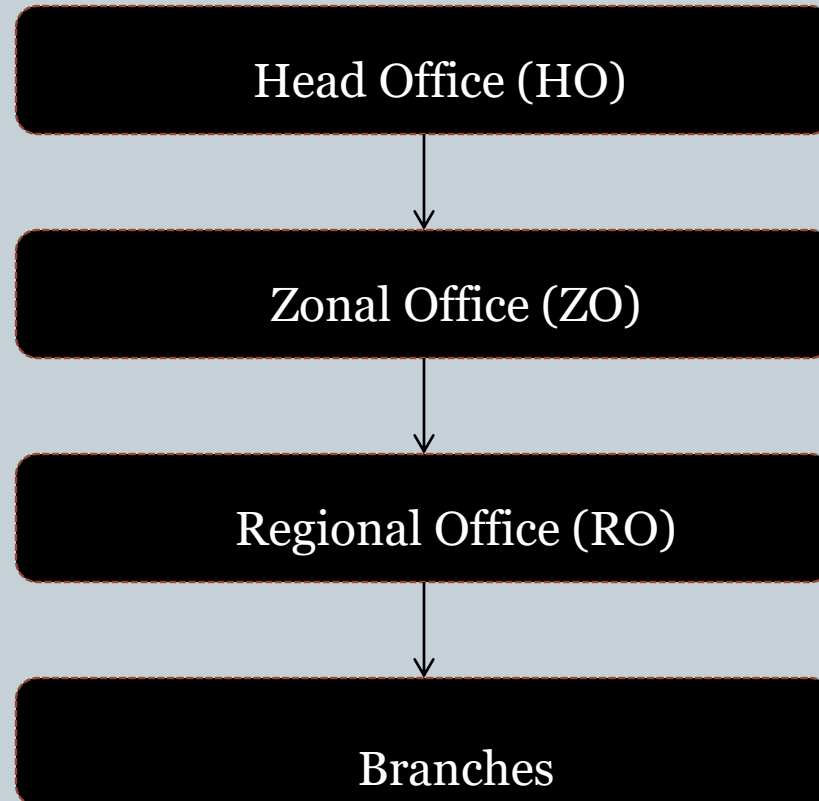 Head Office (HO)
Zonal Office (ZO)
Regional Office (RO)
Branches